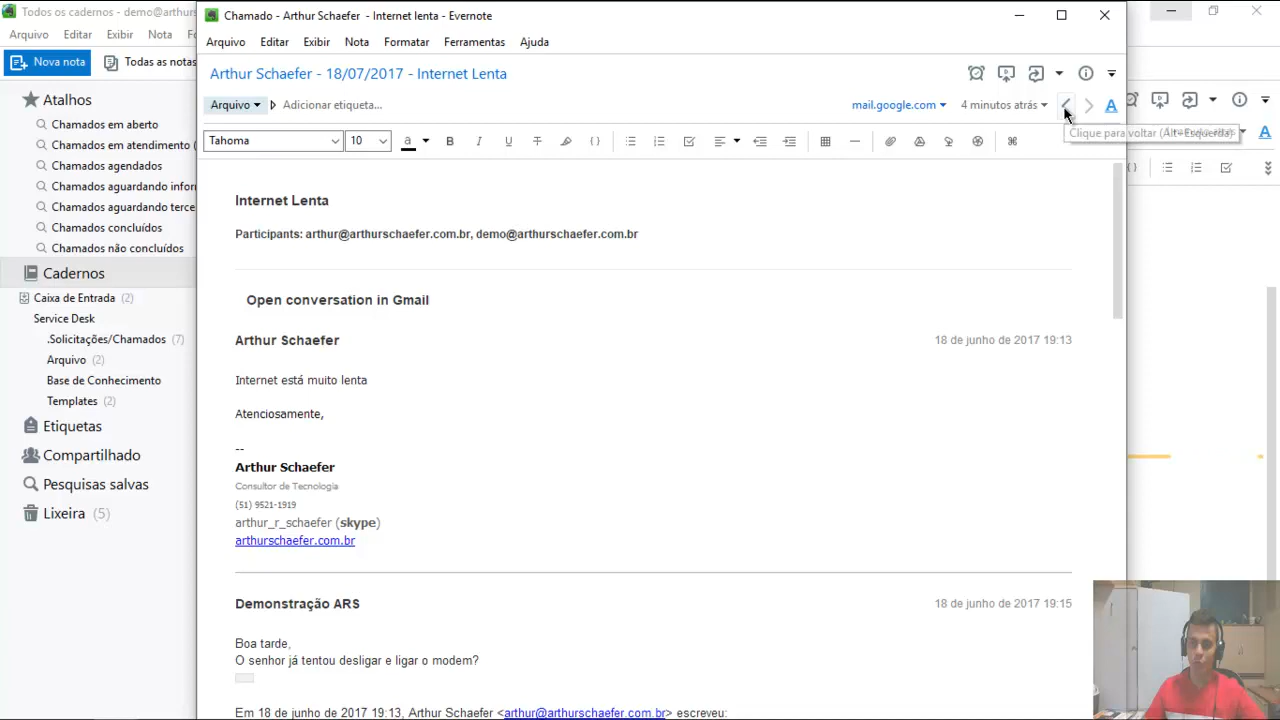 Todos os cadernos - demo@arthurs
Arquivo Editar Exibir Nota
Nova nota Todas as notas
Atalhos
Chamados em aberto
Chamados em atendimento (
Chamados agendados
Chamados aguardando infor
Chamados aguardando terce
Chamados concluídos
Chamados não concluídos
Cadernos
Caixa de Entrada (2)
Service Desk
.Solicitações/Chamados (7)
Arquivo (2)
Base de Conhecimento
Templates (2)
Etiquetas
Compartilhado
Pesquisas salvas
Lixeira (5)
Chamado - Arthur Schaefer - Internet lenta - Evernote
Arquivo Editar Exibir Nota Formatar Ferramentas Ajuda
Arthur Schaefer - 18/07/2017 - Internet Lenta
Arquivo Adicionar etiqueta... mail.google.com 4 minutos atrás A
Clique para voltar (Alt+Esquerda)
Tahoma 10 a B I U T { }
Internet Lenta
Participants: arthur@arthurschaefer.com.br, demo@arthurschaefer.com.br
Open conversation in Gmail
Arthur Schaefer 18 de junho de 2017 19:13
Internet está muito lenta
Atenciosamente,
--
Arthur Schaefer
Consultor de Tecnologia
(51) 9521-1919
arthur_r_schaefer (skype)
arthurschaefer.com.br
Demonstração ARS 18 de junho de 2017 19:15
Boa tarde,
O senhor já tentou desligar e ligar o modem?
Em 18 de junho de 2017 19:13, Arthur Schaefer <arthur@arthurschaefer.com.br> escreveu: